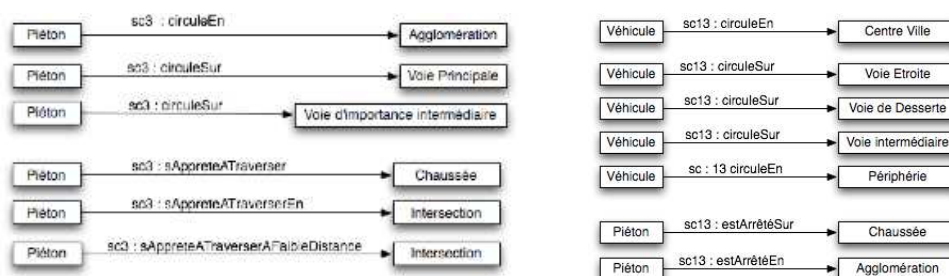 sc3 : circuleEn
Piéton Agglomération
sc3 : circuleSur
Piéton Voie Principale
sc3 : circuleSur
Piéton Voie d'importance intermédiaire
sc3 : sAppreteATraverser
Piéton Chaussée
sc3 : sAppreteATraverserEn
Piéton Intersection
sc3 : sAppreteATraverserAFaibleDistance
Piéton Intersection
sc13 : circuleEn
Véhicule Centre Ville
sc13 : circuleSur
Véhicule Voie Etroite
sc13 : circuleSur
Véhicule Voie de Desserte
sc13 : circuleSur
Véhicule Voie intermédiaire
sc : 13 circuleEn
Véhicule Périphérie
sc13 : estArrêtéSur
Piéton Chaussée
sc13 : estArrêtéEn
Piéton Agglomération